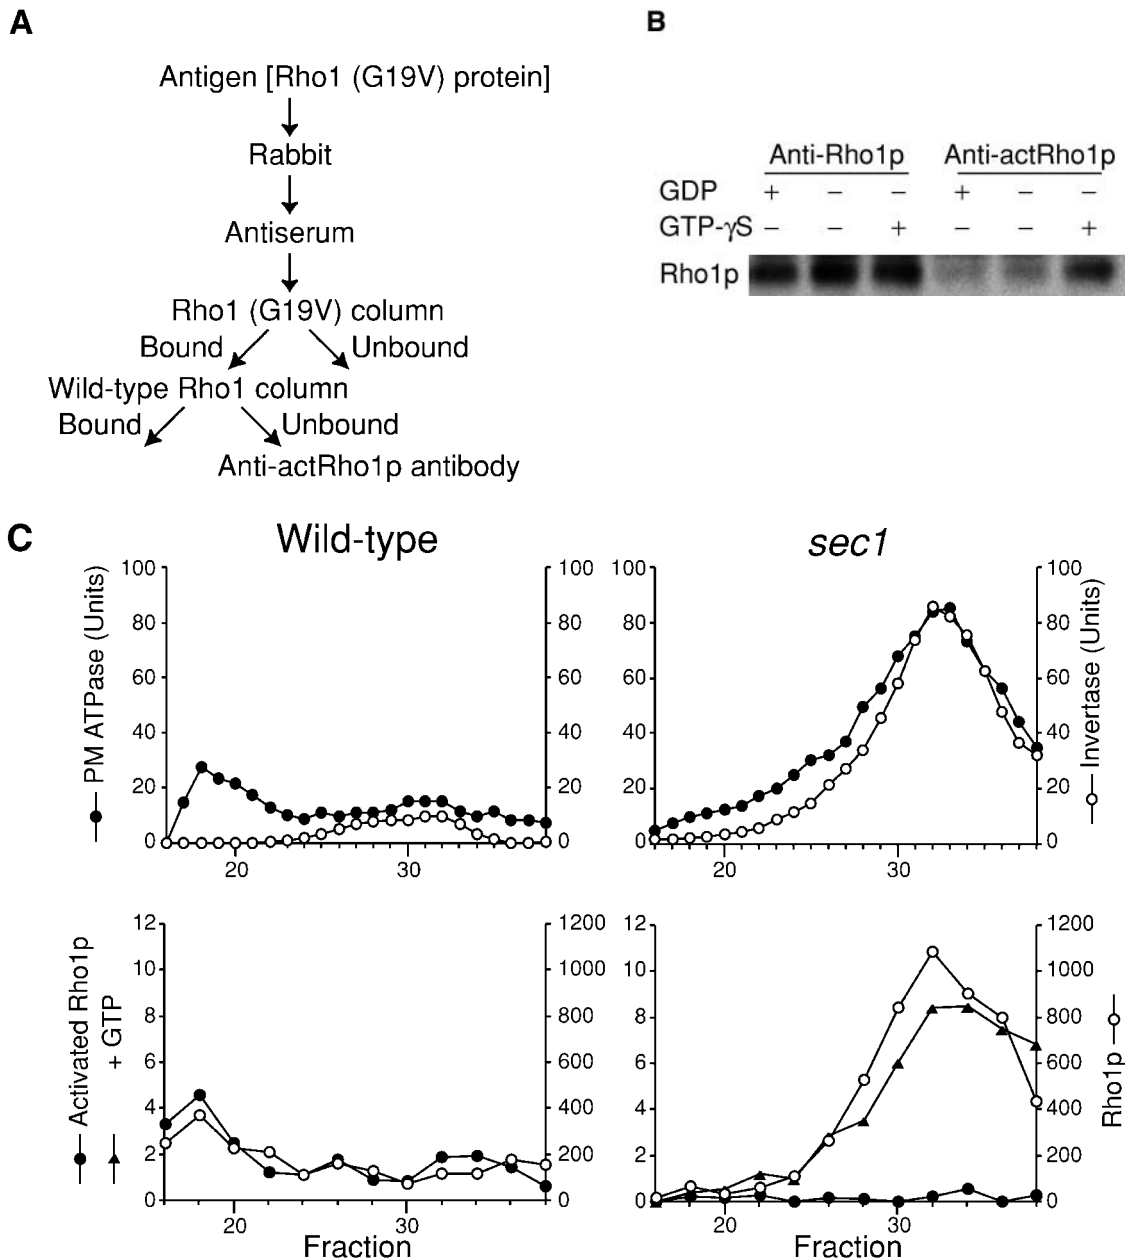 A
Antigen [Rho1 (G19V) protein]
Rabbit
Antiserum
Rho1 (G19V) column
Bound Unbound
Wild-type Rho1 column
Bound Unbound
Anti-actRho1p antibody
B
Anti-Rho1p Anti-actRho1p
GDP + − − + − −
GTP-γS − − + − − +
Rho1p
C
Wild-type
sec1
PM ATPase (Units)
100 80 60 40 20 0
100 80 60 40 20 0
20 30
100 80 60 40 20 0
100 80 60 40 20 0
20 30
Invertase (Units)
Activated Rho1p
+ GTP
12 10 8 6 4 2 0
1200 1000 800 600 400 200 0
20 30
Fraction
12 10 8 6 4 2 0
1200 1000 800 600 400 200 0
20 30
Fraction
Rho1p